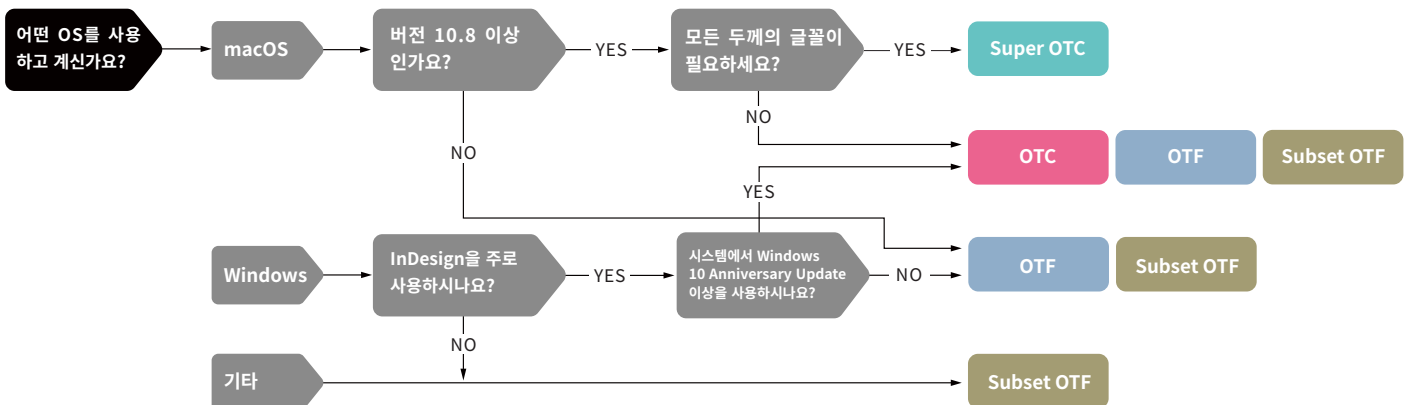 어떤 OS를 사용
하고 계신가요?
macOS
버전 10.8 이상
인가요?
YES
모든 두께의 글꼴이
필요하세요?
YES
Super OTC
NO
NO
OTC
OTF
Subset OTF
YES
Windows
InDesign을 주로
사용하시나요?
YES
시스템에서 Windows
10 Anniversary Update
이상을 사용하시나요?
NO
OTF
Subset OTF
NO
기타
Subset OTF